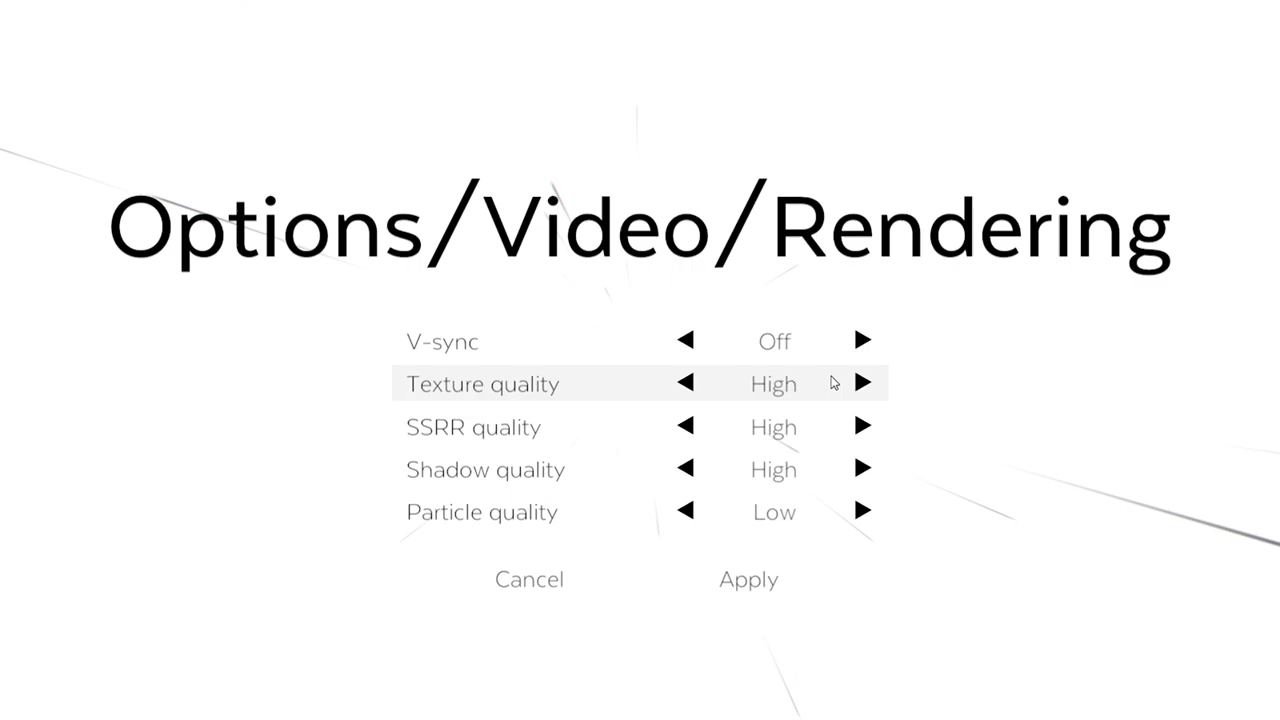 Options/Video/Rendering
V-sync Off
Texture quality High
SSRR quality High
Shadow quality High
Particle quality Low
Cancel Apply